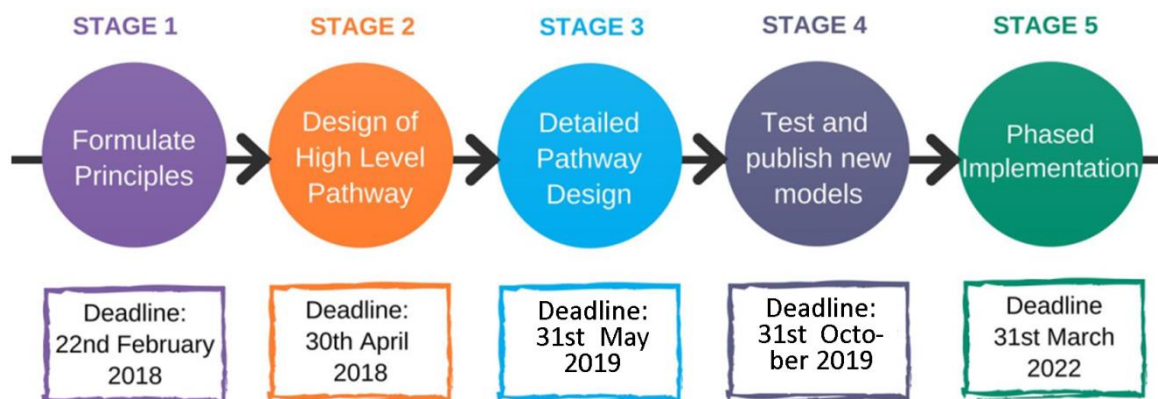 STAGE 1
STAGE 2
STAGE 3
STAGE 4
STAGE 5
Formulate
Principles
Design of
High Level
Pathway
Detailed
Pathway
Design
Test and
publish new
models
Phased
Implementation
Deadline:
22nd February
2018
Deadline:
30th April
2018
Deadline:
31st May
2019
Deadline:
31st Octo-
ber 2019
Deadline
31st March
2022